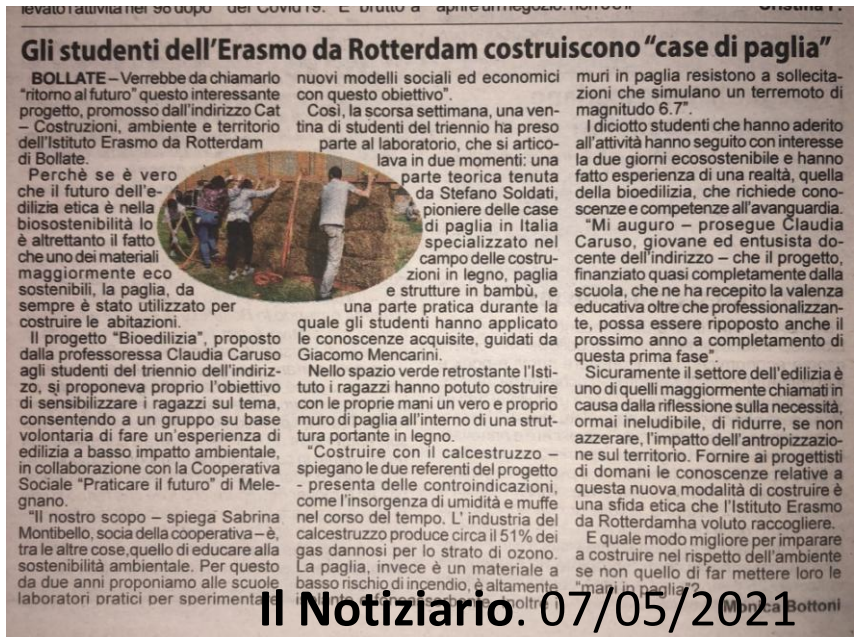 levato l'attività nel 98 dopo del Covid19. E' brutto a aprire un negozio. non
Cristina P.
Gli studenti dell'Erasmo da Rotterdam costruiscono "case di paglia"
BOLLATE – Verrebbe da chiamarlo
"ritorno al futuro" questo interessante
progetto, promosso dall'indirizzo Cat
– Costruzioni, ambiente e territorio
dell'Istituto Erasmo da Rotterdam
di Bollate.
Perchè se è vero
che il futuro dell'e-
dilizia etica è nella
biosostenibilità lo
è altrettanto il fatto
che uno dei materiali
maggiormente eco
sostenibili, la paglia, da
sempre è stato utilizzato per
costruire le abitazioni.
Il progetto "Bioedilizia", proposto
dalla professoressa Claudia Caruso
agli studenti del triennio dell'indiriz-
zo, si proponeva proprio l'obiettivo
di sensibilizzare i ragazzi sul tema,
consentendo a un gruppo su base
volontaria di fare un'esperienza di
edilizia a basso impatto ambientale,
in collaborazione con la Cooperativa
Sociale "Praticare il futuro" di Mele-
gnano.
"Il nostro scopo – spiega Sabrina
Montibello, socia della cooperativa – è,
tra le altre cose, quello di educare alla
sostenibilità ambientale. Per questo
da due anni proponiamo alle scuole
laboratori pratici per sperimentare
nuovi modelli sociali ed economici
con questo obiettivo".
Così, la scorsa settimana, una ven-
tina di studenti del triennio ha preso
parte al laboratorio, che si artico-
lava in due momenti: una
parte teorica tenuta
da Stefano Soldati,
pioniere delle case
di paglia in Italia
specializzato nel
campo delle costru-
zioni in legno, paglia
e strutture in bambù, e
una parte pratica durante la
quale gli studenti hanno applicato
le conoscenze acquisite, guidati da
Giacomo Mencarini.
Nello spazio verde retrostante l'Isti-
tuto i ragazzi hanno potuto costruire
con le proprie mani un vero e proprio
muro di paglia all'interno di una strut-
tura portante in legno.
"Costruire con il calcestruzzo –
spiegano le due referenti del progetto
- presenta delle controindicazioni,
come l'insorgenza di umidità e muffe
nel corso del tempo. L' industria del
calcestruzzo produce circa il 51% dei
gas dannosi per lo strato di ozono.
La paglia, invece è un materiale a
basso rischio di incendio, è altamente
isolante e fonoassorbente. Inoltre i
muri in paglia resistono a sollecita-
zioni che simulano un terremoto di
magnitudo 6.7".
I diciotto studenti che hanno aderito
all'attività hanno seguito con interesse
la due giorni ecosostenibile e hanno
fatto esperienza di una realtà, quella
della bioedilizia, che richiede cono-
scenze e competenze all'avanguardia.
"Mi auguro – prosegue Claudia
Caruso, giovane ed entusista do-
cente dell'indirizzo – che il progetto,
finanziato quasi completamente dalla
scuola, che ne ha recepito la valenza
educativa oltre che professionalizzan-
te, possa essere ripoposto anche il
prossimo anno a completamento di
questa prima fase".
Sicuramente il settore dell'edilizia è
uno di quelli maggiormente chiamati in
causa dalla riflessione sulla necessità,
ormai ineludibile, di ridurre, se non
azzerare, l'impatto dell'antropizzazio-
ne sul territorio. Fornire ai progettisti
di domani le conoscenze relative a
questa nuova modalità di costruire è
una sfida etica che l'Istituto Erasmo
da Rotterdamha voluto raccogliere.
E quale modo migliore per imparare
a costruire nel rispetto dell'ambiente
se non quello di far mettere loro le
"mani in paglia"?
Monica Bottoni
Il Notiziario. 07/05/2021